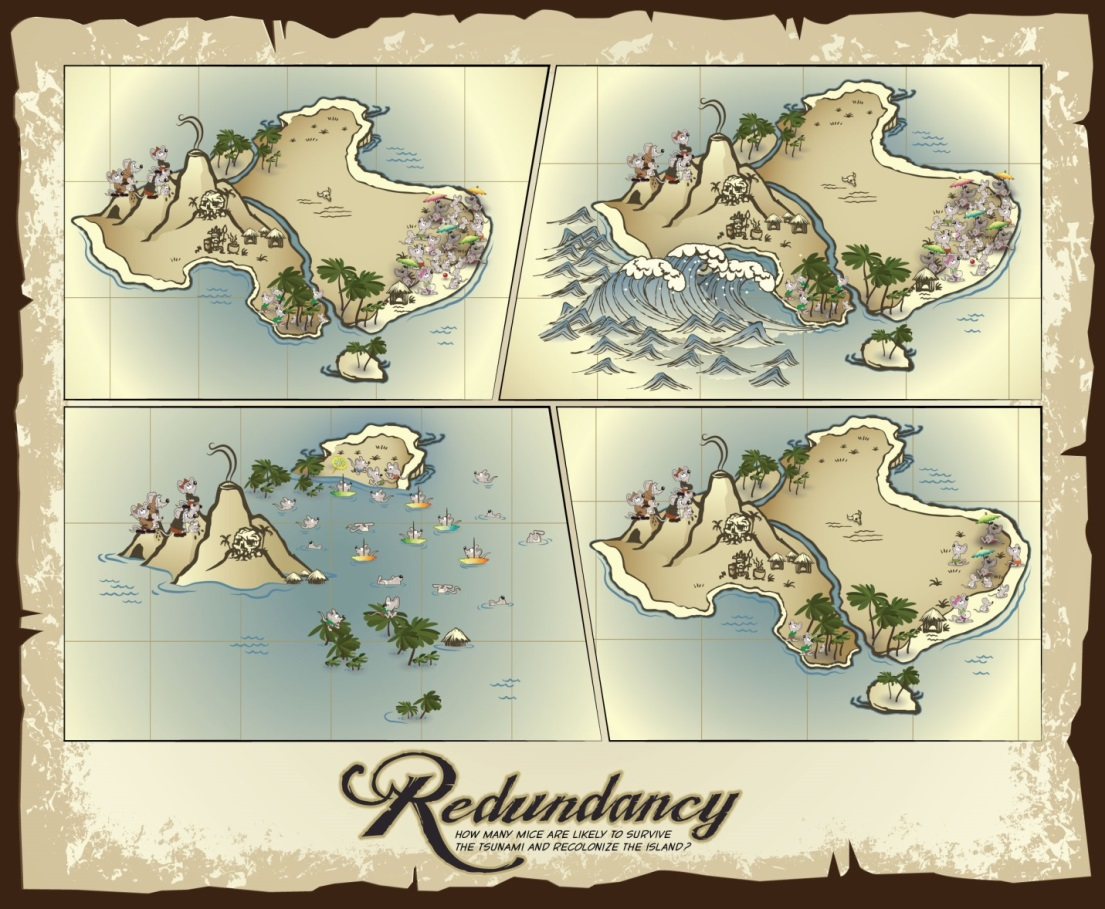 Redundancy
HOW MANY MICE ARE LIKELY TO SURVIVE
THE TSUNAMI AND RECOLONIZE THE ISLAND?